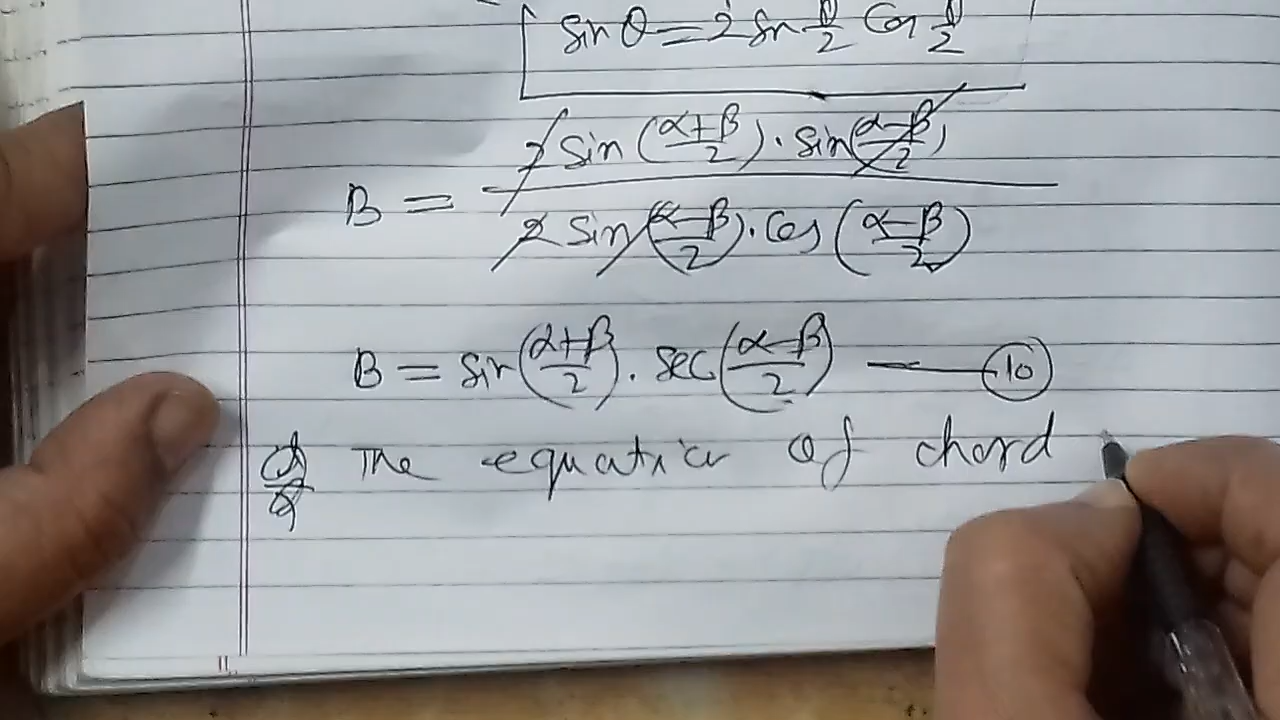 sin θ = 2 sin θ/2 cos θ/2
B = 2 sin (α+β/2) . sin (α-β/2) / 2 sin (α-β/2) . cos (α-β/2)
B = sin (α+β/2) . sec (α-β/2) — 10
The equation of chord